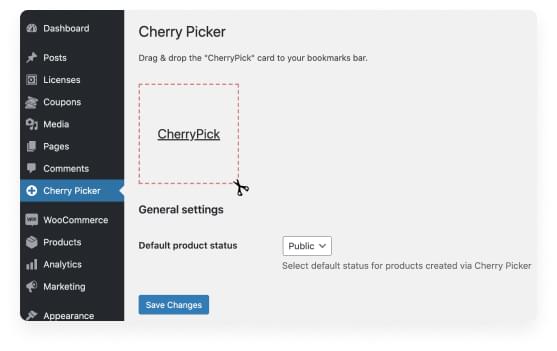 Dashboard
Posts
Licenses
Coupons
Media
Pages
Comments
Cherry Picker
WOO WooCommerce
Products
Analytics
Marketing
Appearance
Cherry Picker
Drag & drop the "CherryPick" card to your bookmarks bar.
CherryPick
General settings
Default product status Public
Select default status for products created via Cherry Picker
Save Changes